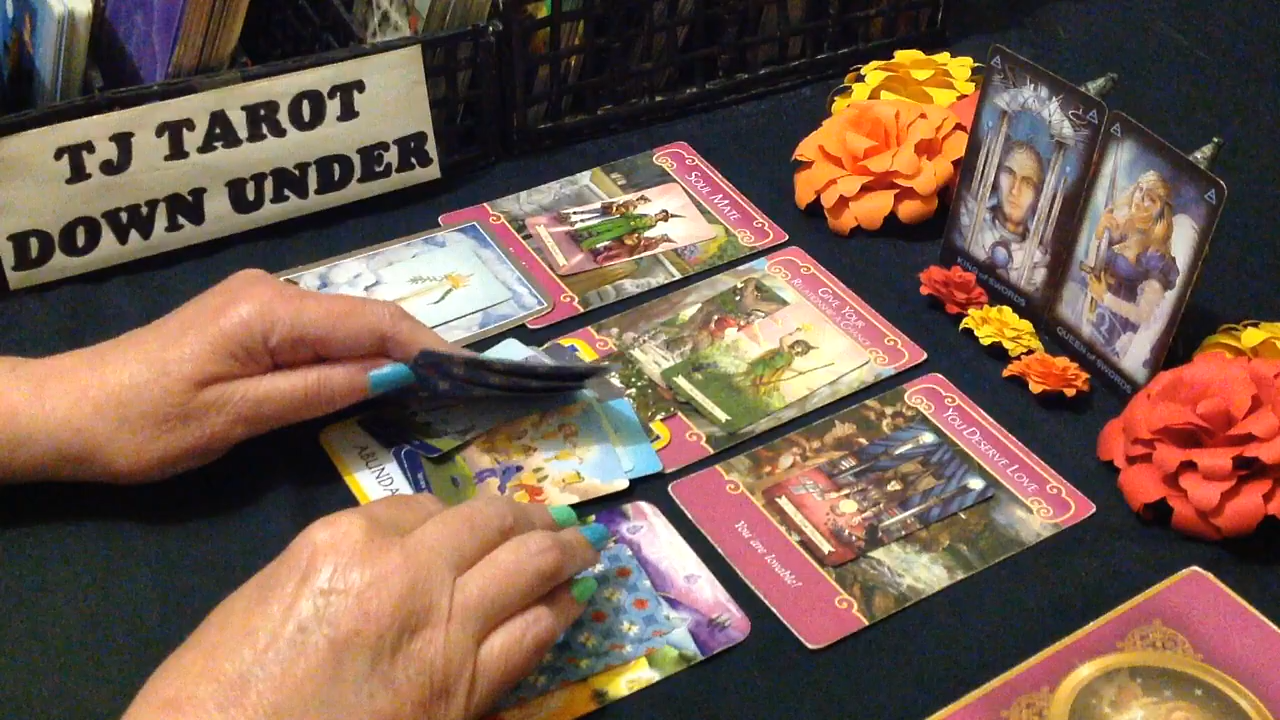 TJ TAROT
DOWN UNDER
SOUL MATE
GIVE YOUR
RELATIONSHIP A CHANCE
YOU DESERVE LOVE
You are lovable!
KING of SWORDS
QUEEN of SWORDS
ABUNDA